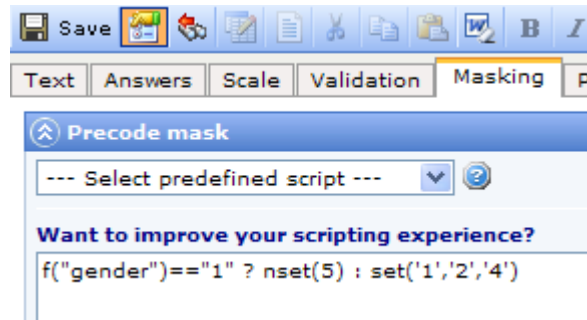 Save B I
Text Answers Scale Validation Masking
Precode mask
--- Select predefined script ---
Want to improve your scripting experience?
f("gender")=="1" ? nset(5) : set('1','2','4')